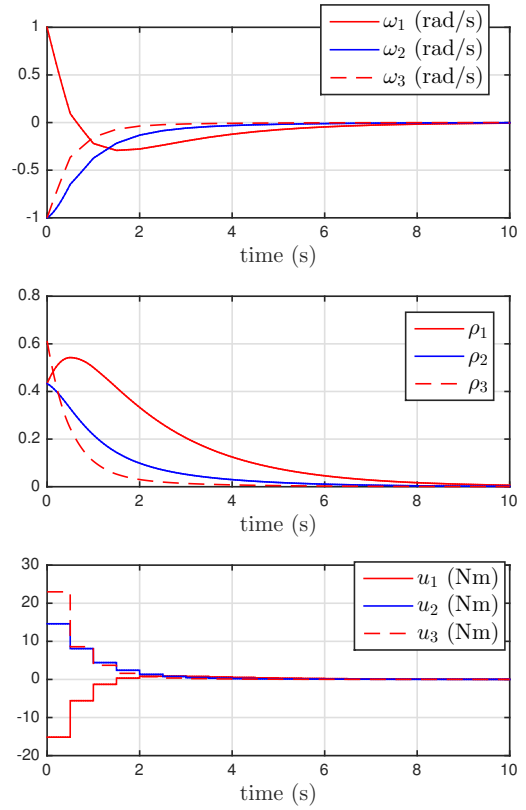 1
0.5
0
-0.5
-1
ω₁ (rad/s)
ω₂ (rad/s)
ω₃ (rad/s)
0 2 4 6 8 10
time (s)
0.8
0.6
0.4
0.2
0
ρ₁
ρ₂
ρ₃
0 2 4 6 8 10
time (s)
30
20
10
0
-10
-20
u₁ (Nm)
u₂ (Nm)
u₃ (Nm)
0 2 4 6 8 10
time (s)